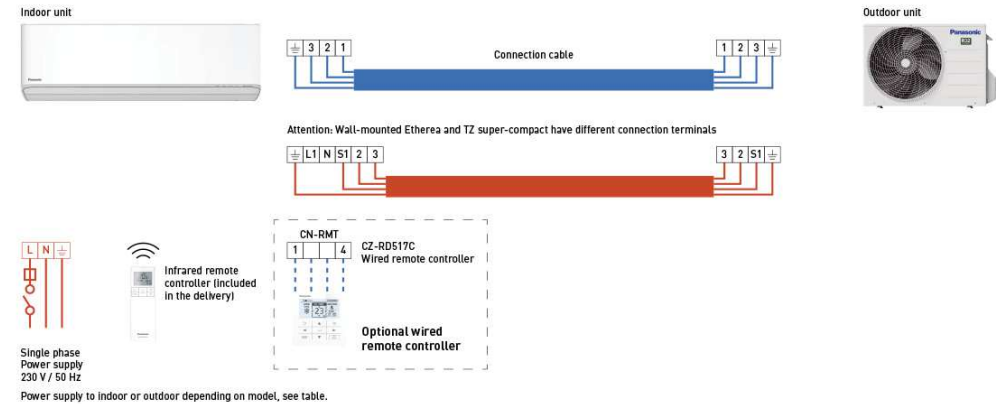 Indoor unit
Outdoor unit
Panasonic
3 2 1
Connection cable
1 2 3
Panasonic
Attention: Wall-mounted Etherea and TZ super-compact have different connection terminals
L1 N S1 2 3
3 2 S1
CN-RMT
1 4
CZ-RD517C
Wired remote controller
L N
Infrared remote
controller (included
in the delivery)
Optional wired
remote controller
Single phase
Power supply
230 V / 50 Hz
Power supply to indoor or outdoor depending on model, see table.